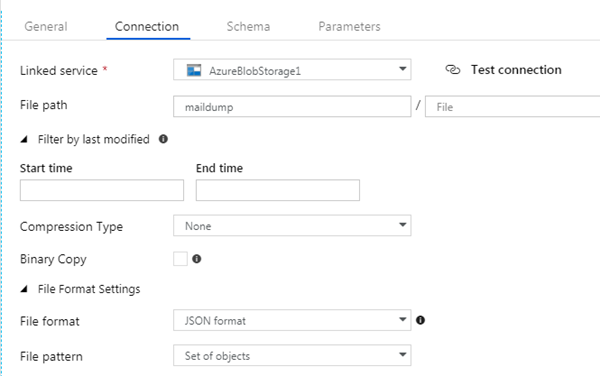 General Connection Schema Parameters
Linked service * AzureBlobStorage1 Test connection
File path maildump / File
Filter by last modified
Start time End time
Compression Type None
Binary Copy
File Format Settings
File format JSON format
File pattern Set of objects